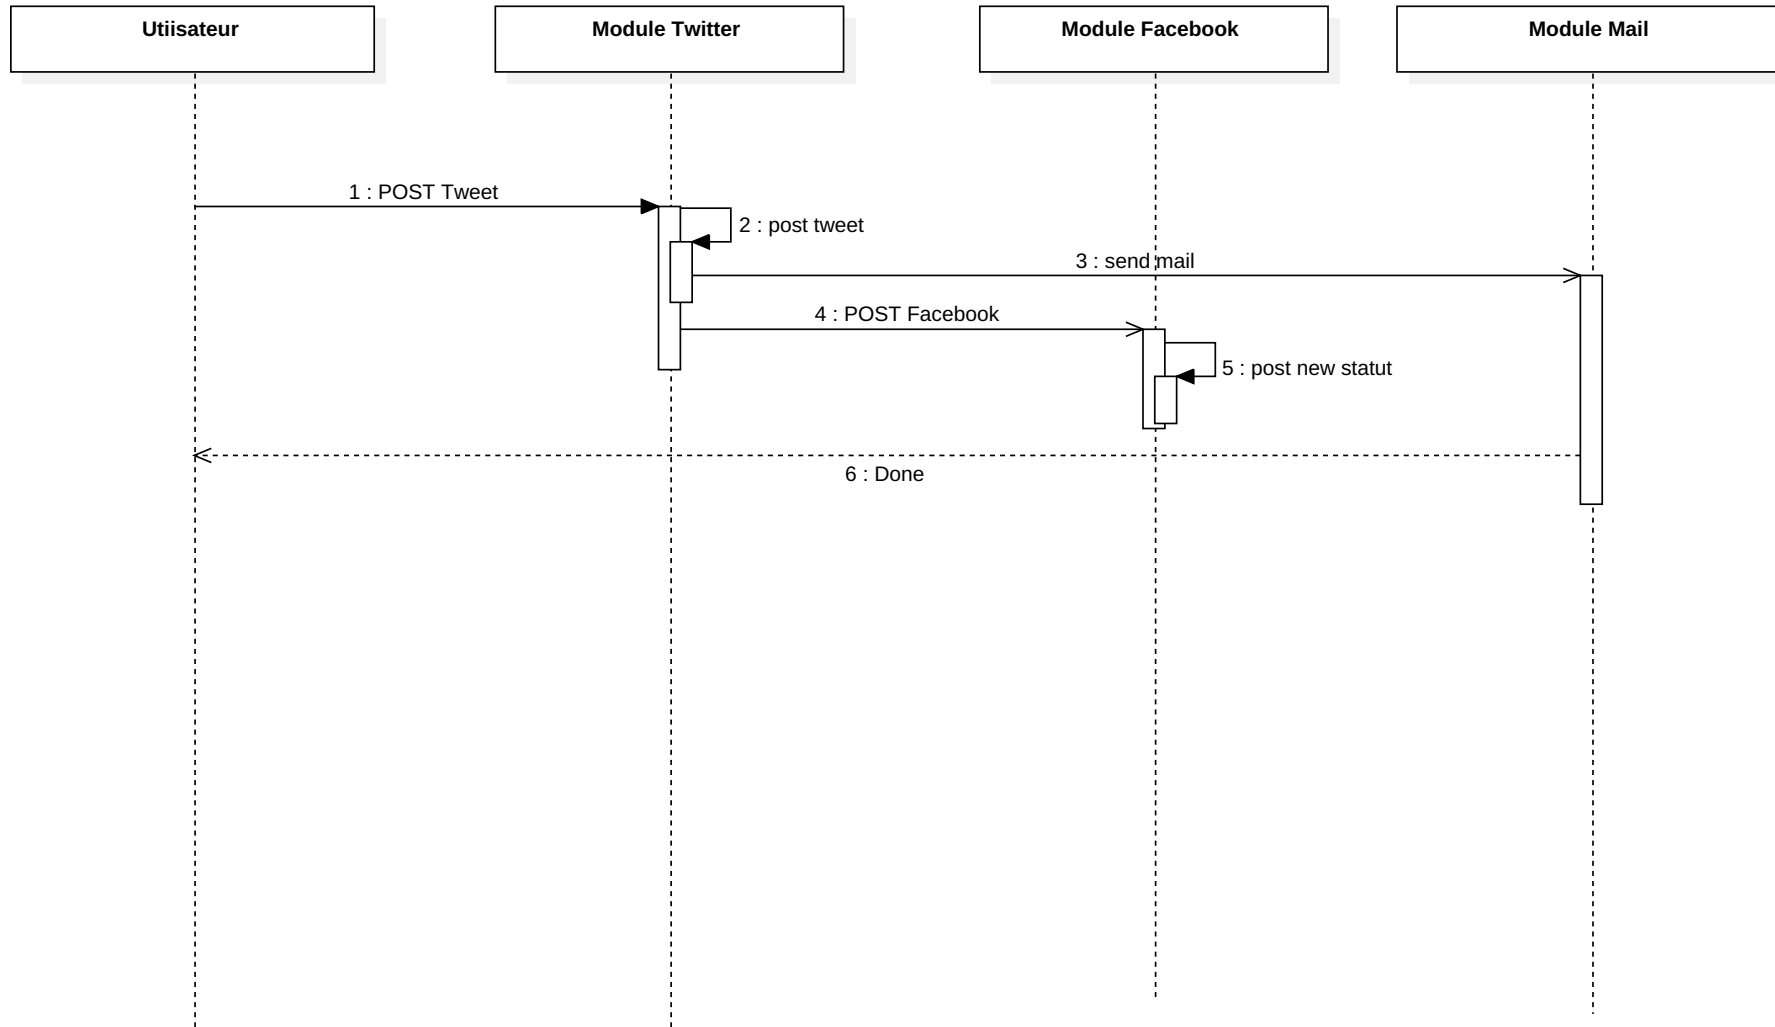 Utiisateur
Module Twitter
Module Facebook
Module Mail
1 : POST Tweet
2 : post tweet
3 : send mail
4 : POST Facebook
5 : post new statut
6 : Done